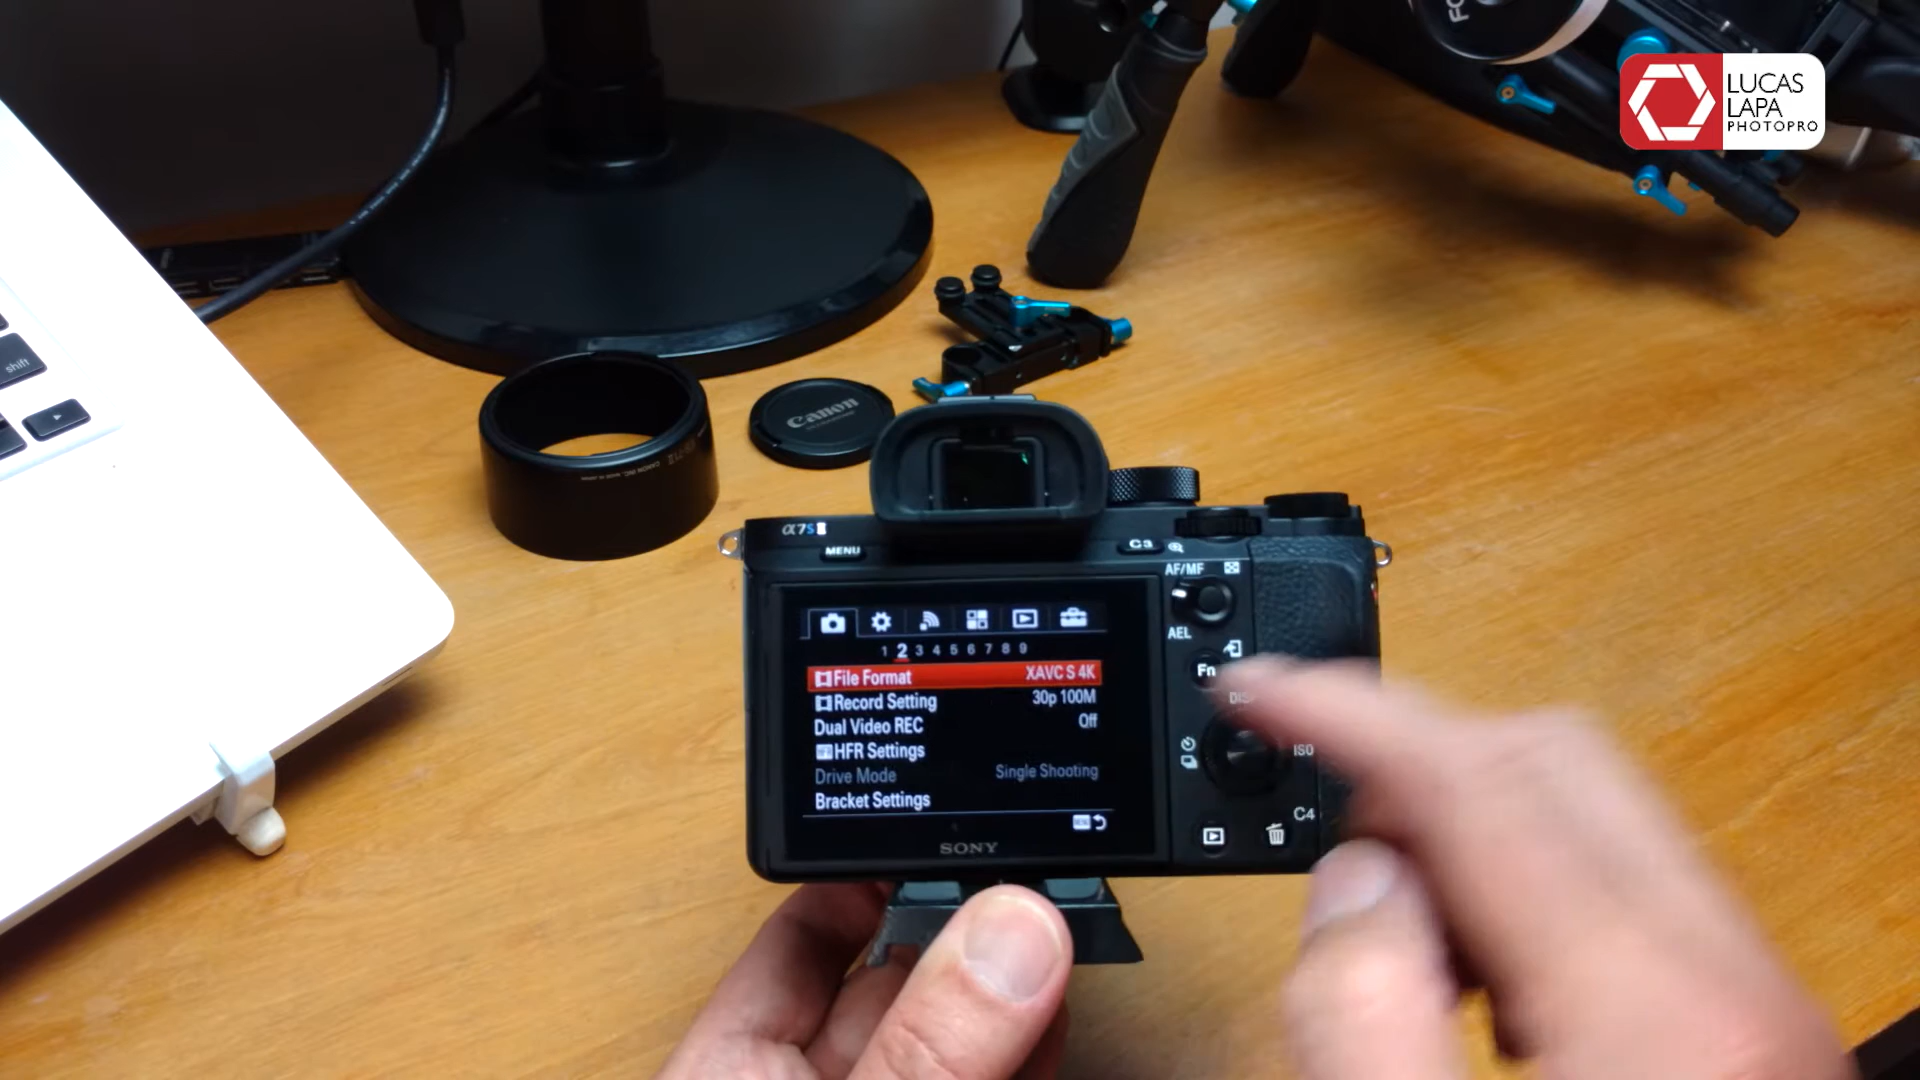 FO
LUCAS
LAPA
PHOTOPRO
shift
Canon
α7S II
MENU
C3
AF/MF
AEL
Fn
DIS
ISO
C4
1 2 3 4 5 6 7 8 9
File Format XAVC S 4K
Record Setting 30p 100M
Dual Video REC Off
HFR Settings
Drive Mode Single Shooting
Bracket Settings
SONY